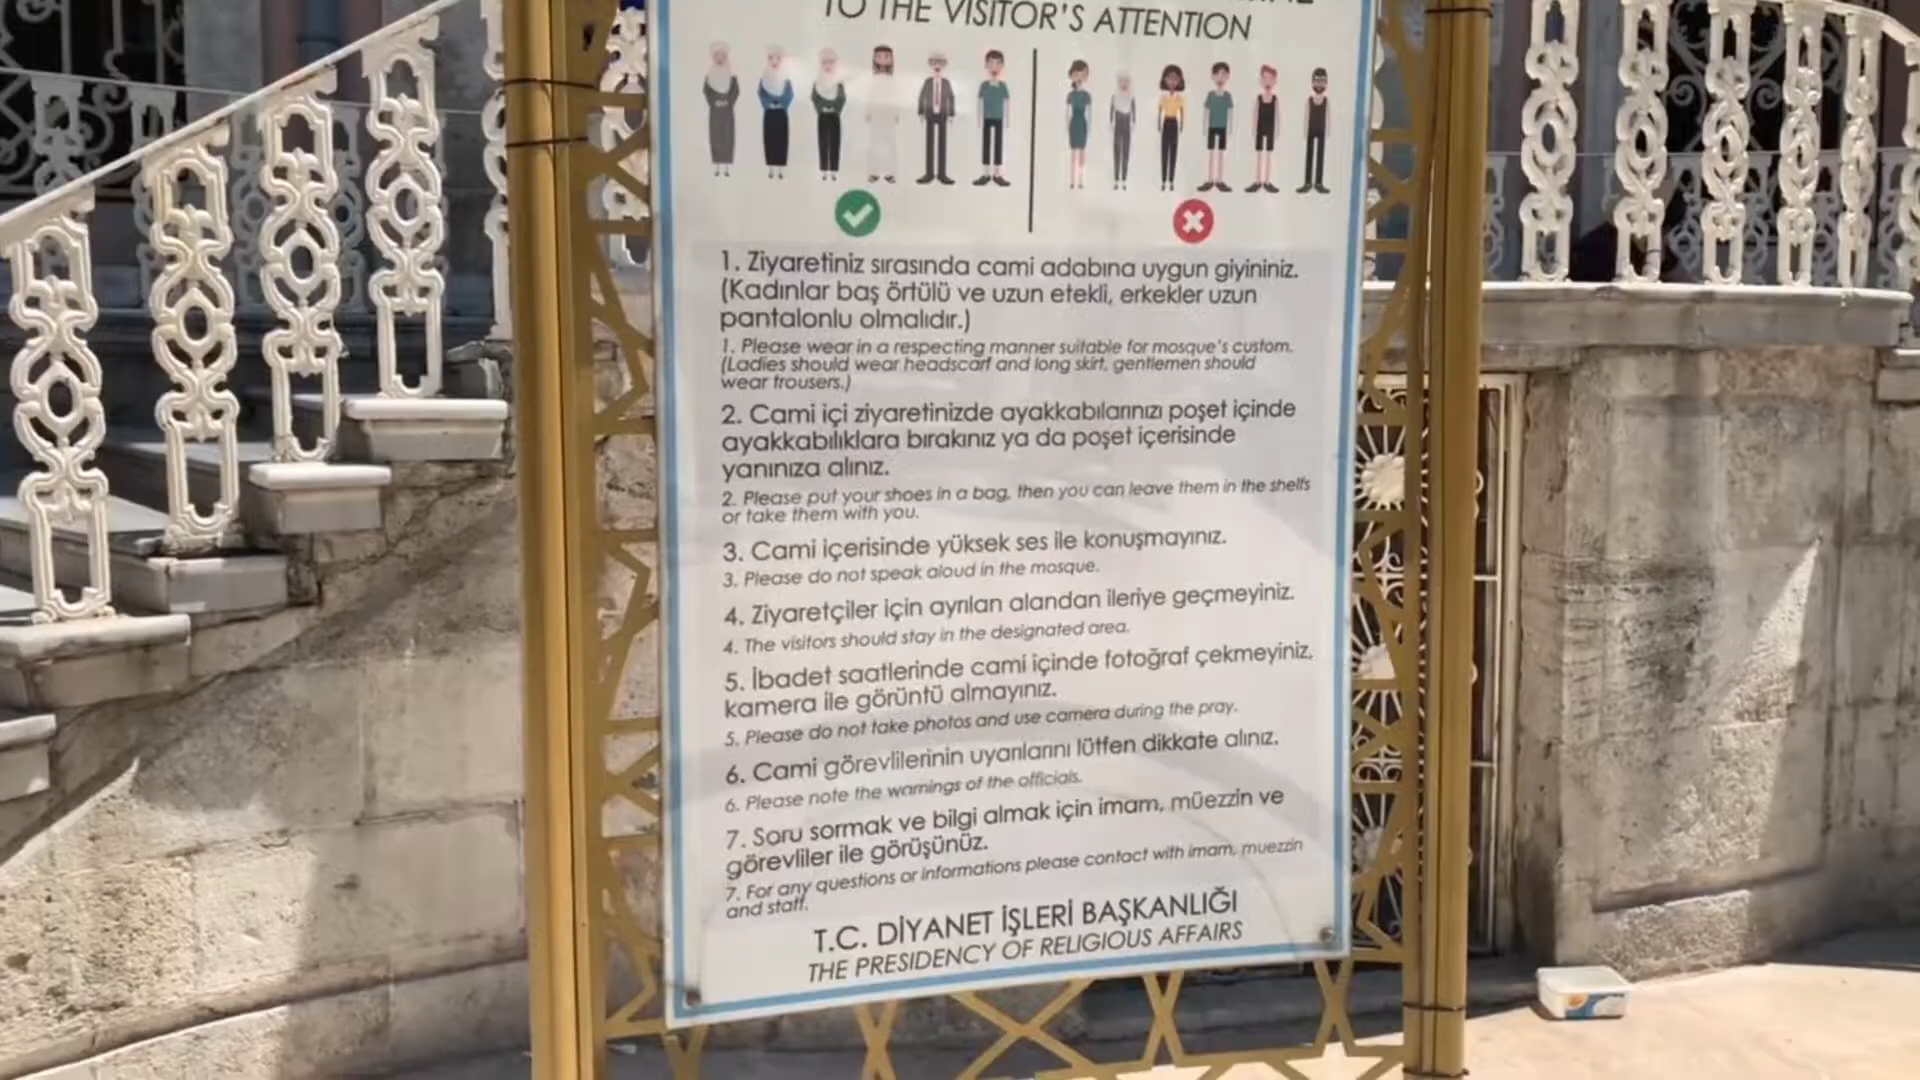 TO THE VISITOR'S ATTENTION
1. Ziyaretiniz sırasında cami adabına uygun giyininiz.
(Kadınlar baş örtülü ve uzun etekli, erkekler uzun
pantalonlu olmalıdır.)
1. Please wear in a respecting manner suitable for mosque's custom.
(Ladies should wear headscarf and long skirt, gentlemen should
wear trousers.)
2. Cami içi ziyaretinizde ayakkabılarınızı poşet içinde
ayakkabılıklara bırakınız ya da poşet içerisinde
yanınıza alınız.
2. Please put your shoes in a bag, then you can leave them in the shelfs
or take them with you.
3. Cami içerisinde yüksek ses ile konuşmayınız.
3. Please do not speak aloud in the mosque.
4. Ziyaretçiler için ayrılan alandan ileriye geçmeyiniz.
4. The visitors should stay in the designated area.
5. İbadet saatlerinde cami içinde fotoğraf çekmeyiniz,
kamera ile görüntü almayınız.
5. Please do not take photos and use camera during the pray.
6. Cami görevlilerinin uyarılarını lütfen dikkate alınız.
6. Please note the warnings of the officials.
7. Soru sormak ve bilgi almak için imam, müezzin ve
görevliler ile görüşünüz.
7. For any questions or informations please contact with imam, muezzin
and staff.
T.C. DİYANET İŞLERİ BAŞKANLIĞI
THE PRESIDENCY OF RELIGIOUS AFFAIRS